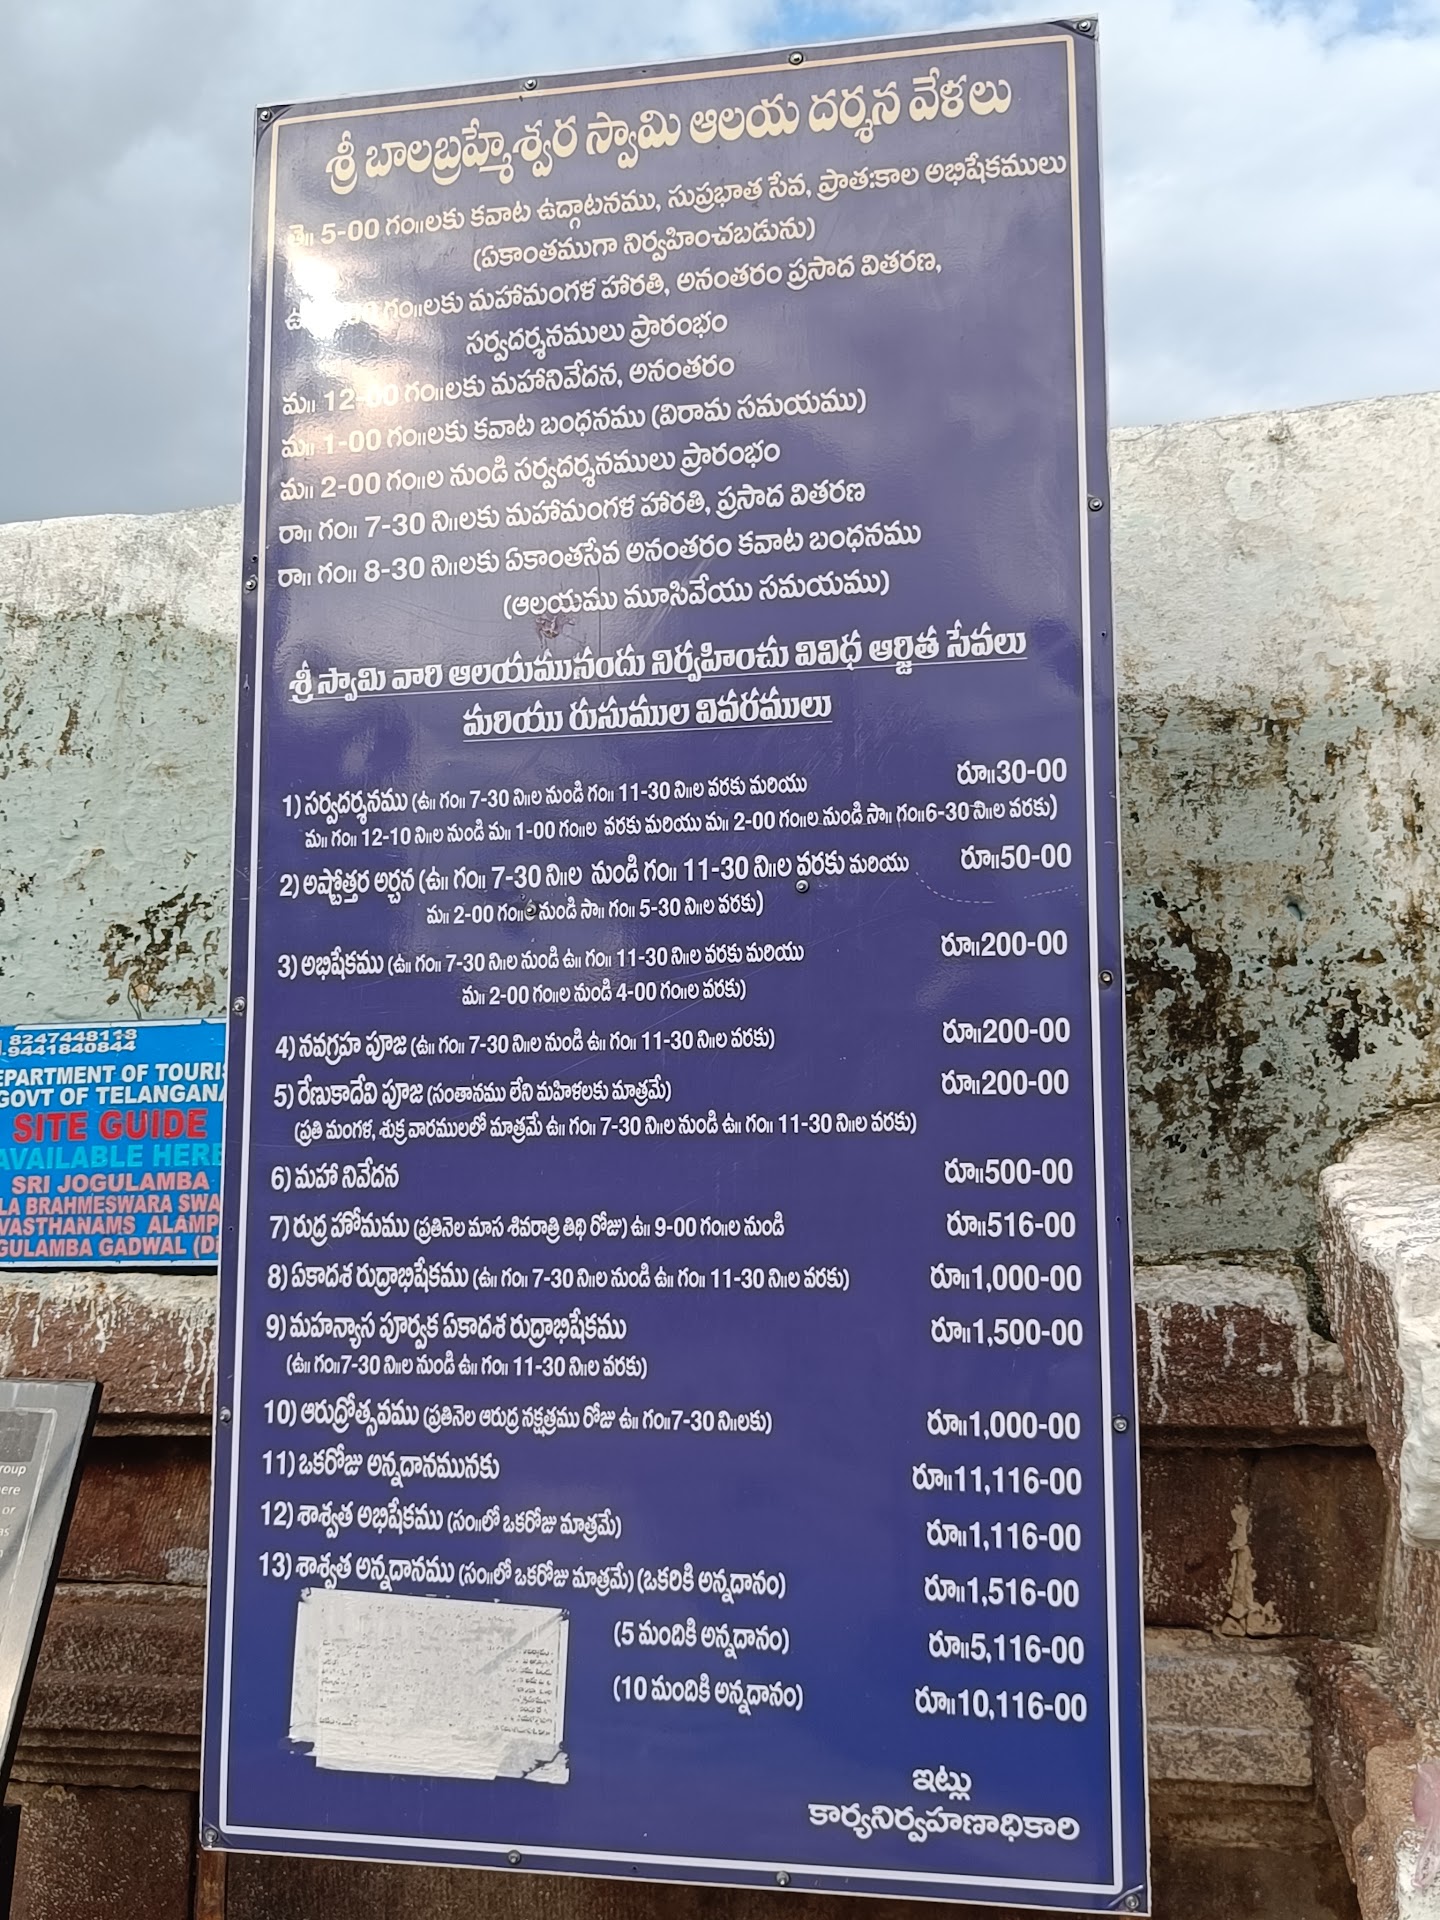 శ్రీ బాలబ్రహ్మేశ్వర స్వామి ఆలయ దర్శన వేళలు
తె॥ 5-00 గం॥లకు కవాట ఉద్ఘాటనము, సుప్రభాత సేవ, ప్రాత:కాల అభిషేకములు
(ఏకాంతముగా నిర్వహించబడును)
గం॥లకు మహామంగళ హారతి, అనంతరం ప్రసాద వితరణ,
సర్వదర్శనములు ప్రారంభం
మ॥ 12-00 గం॥లకు మహానివేదన, అనంతరం
మ॥ 1-00 గం॥లకు కవాట బంధనము (విరామ సమయము)
మ॥ 2-00 గం॥ల నుండి సర్వదర్శనములు ప్రారంభం
రా॥ గం॥ 7-30 ని॥లకు మహామంగళ హారతి, ప్రసాద వితరణ
రా॥ గం॥ 8-30 ని॥లకు ఏకాంతసేవ అనంతరం కవాట బంధనము
(ఆలయము మూసివేయు సమయము)
శ్రీ స్వామి వారి ఆలయమునందు నిర్వహించు వివిధ ఆర్జిత సేవలు
మరియు రుసుముల వివరములు
1) సర్వదర్శనము (ఉ॥ గం॥ 7-30 ని॥ల నుండి గం॥ 11-30 ని॥ల వరకు మరియు రూ॥30-00
మ॥ గం॥ 12-10 ని॥ల నుండి మ॥ 1-00 గం॥ల వరకు మరియు మ॥ 2-00 గం॥ల నుండి సా॥ గం॥6-30 ని॥ల వరకు)
2) అష్టోత్తర అర్చన (ఉ॥ గం॥ 7-30 ని॥ల నుండి గం॥ 11-30 ని॥ల వరకు మరియు రూ॥50-00
మ॥ 2-00 గం॥ల నుండి సా॥ గం॥ 5-30 ని॥ల వరకు)
3) అభిషేకము (ఉ॥ గం॥ 7-30 ని॥ల నుండి ఉ॥ గం॥ 11-30 ని॥ల వరకు మరియు రూ॥200-00
మ॥ 2-00 గం॥ల నుండి 4-00 గం॥ల వరకు)
4) నవగ్రహ పూజ (ఉ॥ గం॥ 7-30 ని॥ల నుండి ఉ॥ గం॥ 11-30 ని॥ల వరకు) రూ॥200-00
5) రేణుకాదేవి పూజ (సంతానము లేని మహిళలకు మాత్రమే) రూ॥200-00
(ప్రతి మంగళ, శుక్ర వారములలో మాత్రమే ఉ॥ గం॥ 7-30 ని॥ల నుండి ఉ॥ గం॥ 11-30 ని॥ల వరకు)
6) మహా నివేదన రూ॥500-00
7) రుద్ర హోమము (ప్రతినెల మాస శివరాత్రి తిథి రోజు) ఉ॥ 9-00 గం॥ల నుండి రూ॥516-00
8) ఏకాదశ రుద్రాభిషేకము (ఉ॥ గం॥ 7-30 ని॥ల నుండి ఉ॥ గం॥ 11-30 ని॥ల వరకు) రూ॥1,000-00
9) మహన్యాస పూర్వక ఏకాదశ రుద్రాభిషేకము రూ॥1,500-00
(ఉ॥ గం॥7-30 ని॥ల నుండి ఉ॥ గం॥ 11-30 ని॥ల వరకు)
10) ఆరుద్రోత్సవము (ప్రతినెల ఆరుద్ర నక్షత్రము రోజు ఉ॥ గం॥7-30 ని॥లకు) రూ॥1,000-00
11) ఒకరోజు అన్నదానమునకు రూ॥11,116-00
12) శాశ్వత అభిషేకము (సం॥లో ఒకరోజు మాత్రమే) రూ॥1,116-00
13) శాశ్వత అన్నదానము (సం॥లో ఒకరోజు మాత్రమే) (ఒకరికి అన్నదానం) రూ॥1,516-00
(5 మందికి అన్నదానం) రూ॥5,116-00
(10 మందికి అన్నదానం) రూ॥10,116-00
ఇట్లు
కార్యనిర్వహణాధికారి
8247448118
9441840844
EPARTMENT OF TOURIS
GOVT OF TELANGANA
SITE GUIDE
AVAILABLE HERE
SRI JOGULAMBA
LA BRAHMESWARA SWA
VASTHANAMS ALAMP
GULAMBA GADWAL (Di
roup
ere
or
as